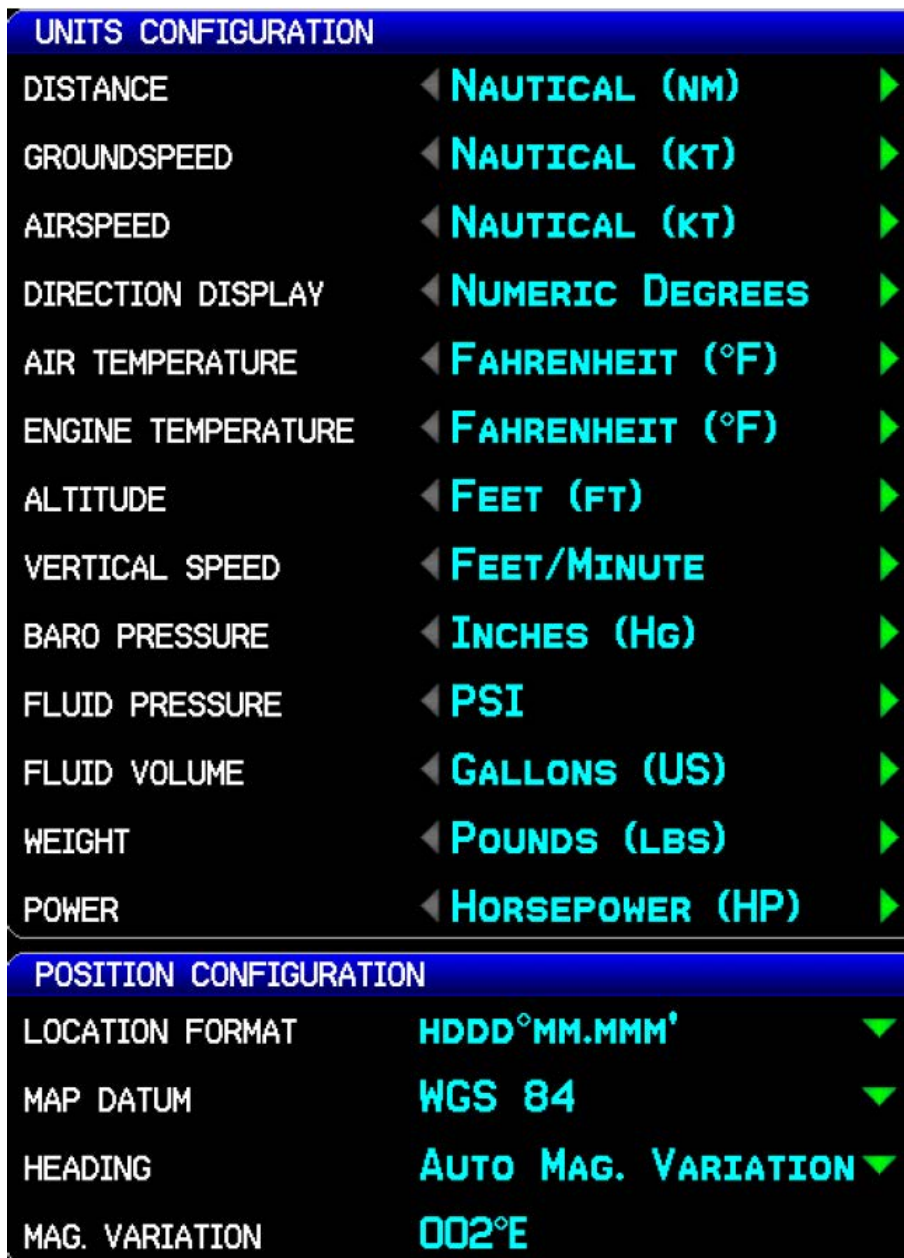 UNITS CONFIGURATION
DISTANCE NAUTICAL (NM)
GROUNDSPEED NAUTICAL (KT)
AIRSPEED NAUTICAL (KT)
DIRECTION DISPLAY NUMERIC DEGREES
AIR TEMPERATURE FAHRENHEIT (°F)
ENGINE TEMPERATURE FAHRENHEIT (°F)
ALTITUDE FEET (FT)
VERTICAL SPEED FEET/MINUTE
BARO PRESSURE INCHES (HG)
FLUID PRESSURE PSI
FLUID VOLUME GALLONS (US)
WEIGHT POUNDS (LBS)
POWER HORSEPOWER (HP)
POSITION CONFIGURATION
LOCATION FORMAT HDDD°MM.MMM'
MAP DATUM WGS 84
HEADING AUTO MAG. VARIATION
MAG. VARIATION 002°E